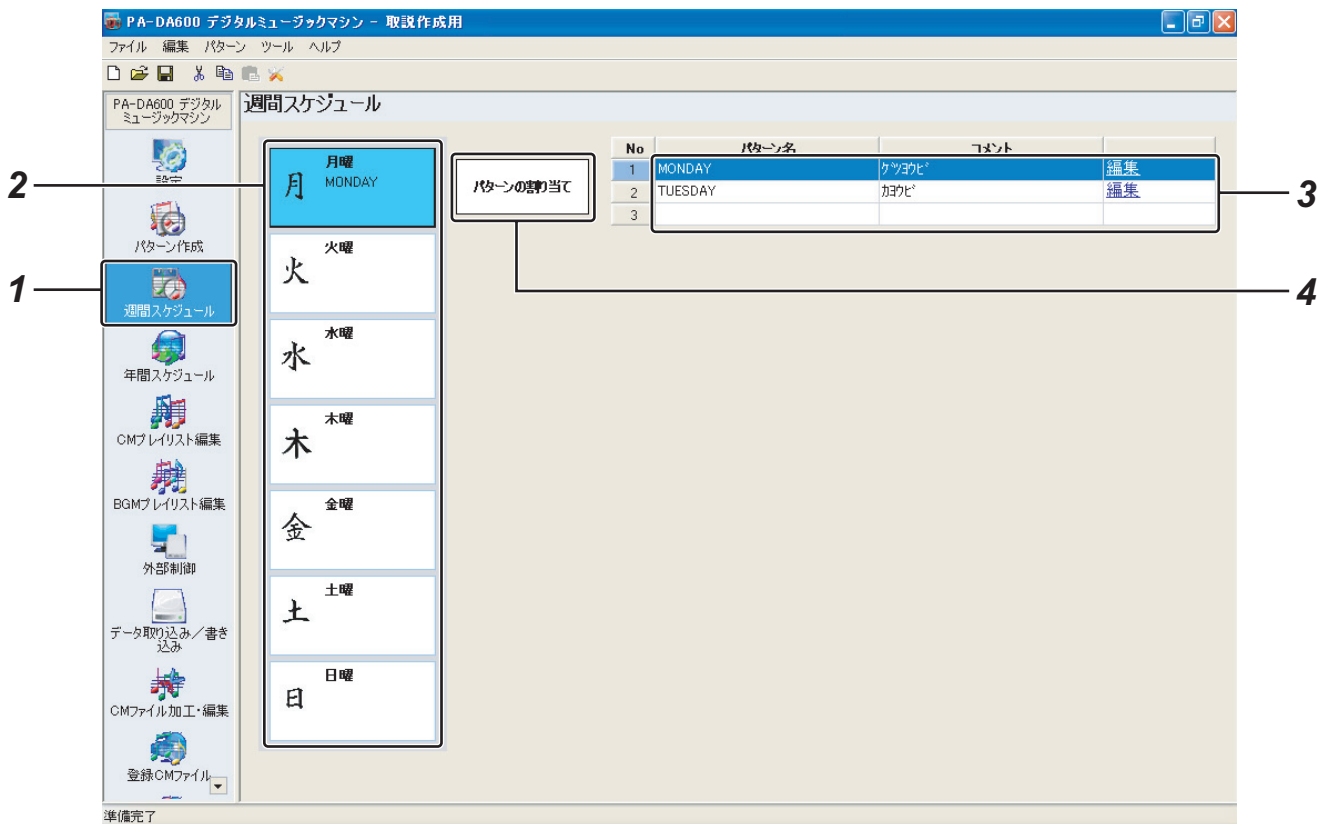 PA-DA600 デジタルミュージックマシン - 取説作成用
ファイル 編集 パターン ツール ヘルプ
PA-DA600 デジタル
ミュージックマシン
週間スケジュール
設定
パターン作成
週間スケジュール
年間スケジュール
CMプレイリスト編集
BGMプレイリスト編集
外部制御
データ取り込み/書き
込み
CMファイル加工・編集
登録CMファイル
月 月曜
MONDAY
火 火曜
水 水曜
木 木曜
金 金曜
土 土曜
日 日曜
パターンの割り当て
No パターン名 コメント
1 MONDAY ゲツヨウビ 編集
2 TUESDAY カヨウビ 編集
3
準備完了
1
2
3
4